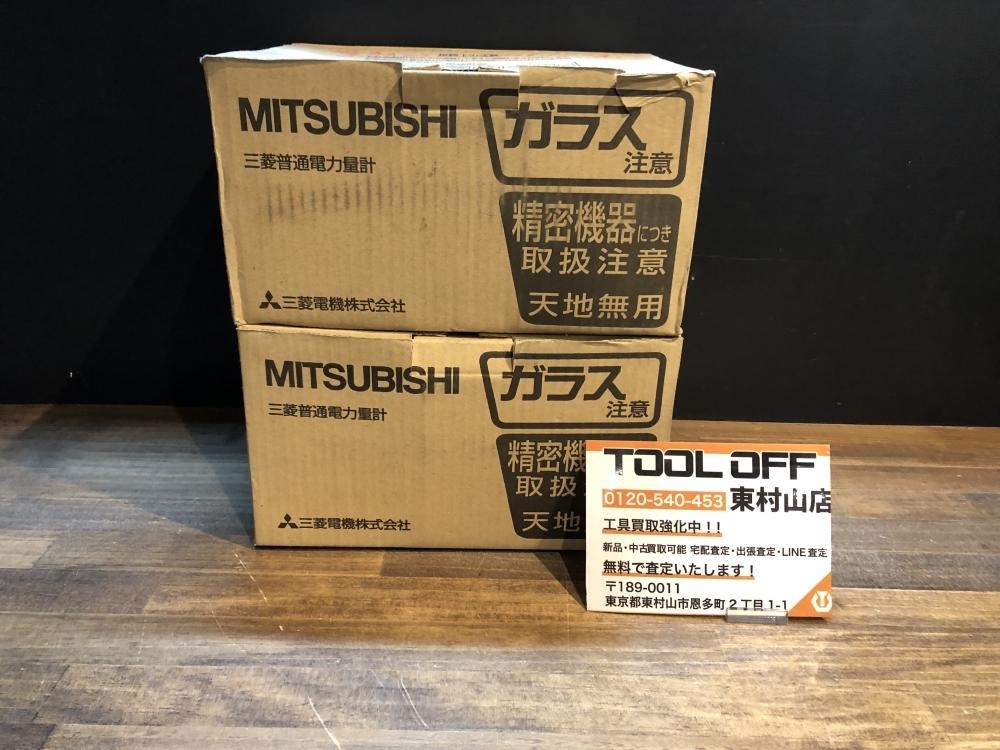 MITSUBISHI
三菱普通電力量計
ガラス
注意
精密機器につき
取扱注意
天地無用
三菱電機株式会社
MITSUBISHI
三菱普通電力量計
ガラス
注意
精密機
取扱
天地
三菱電機株式会社
TOOL OFF
0120-540-453 東村山店
工具買取強化中！！
新品・中古買取可能 宅配査定・出張査定・LINE査定
無料で査定いたします！
〒189-0011
東京都東村山市恩多町2丁目1-1